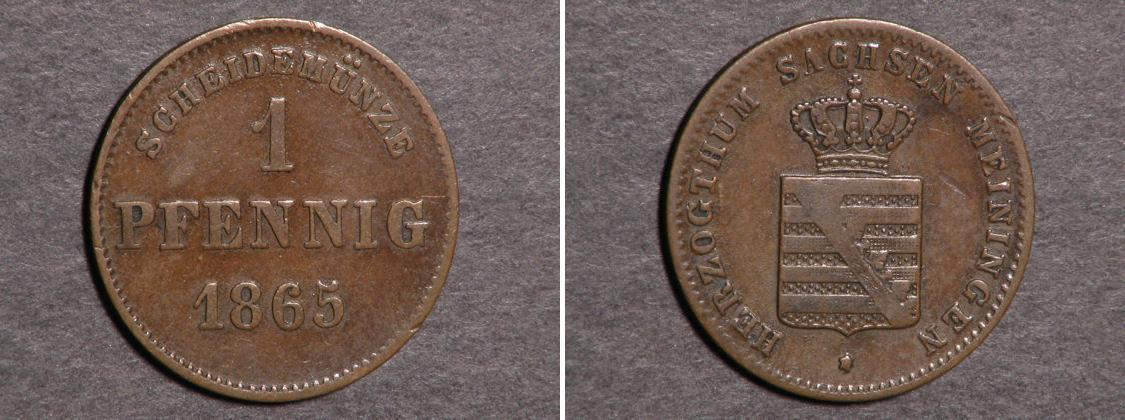 SCHEIDEMÜNZE
1
PFENNIG
1865
HERZOGTHUM SACHSEN MEININGEN